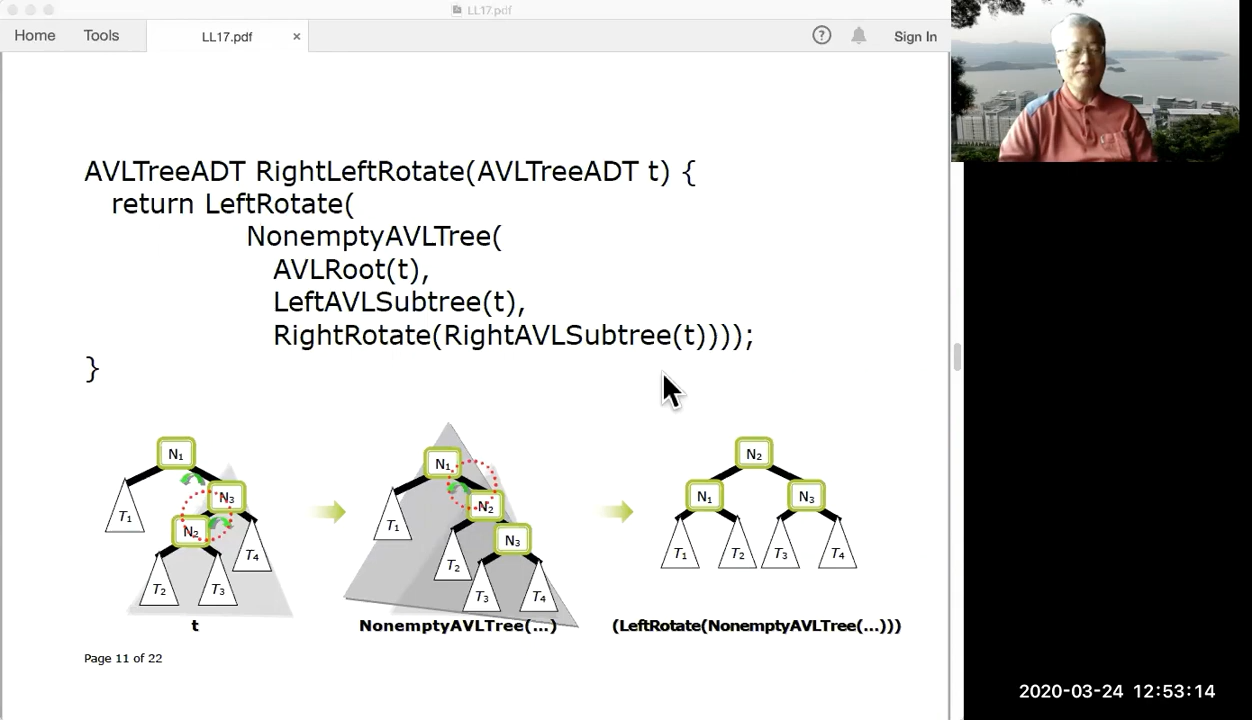 LL17.pdf
Home Tools LL17.pdf × ? Sign In
AVLTreeADT RightLeftRotate(AVLTreeADT t) {
return LeftRotate(
NonemptyAVLTree(
AVLRoot(t),
LeftAVLSubtree(t),
RightRotate(RightAVLSubtree(t))));
}
N1
N3
T1
N2
T4
T2 T3
t
N1
N2
T1
N3
T2
T3 T4
NonemptyAVLTree(...)
N2
N1 N3
T1 T2 T3 T4
(LeftRotate(NonemptyAVLTree(...)))
Page 11 of 22
2020-03-24 12:53:14